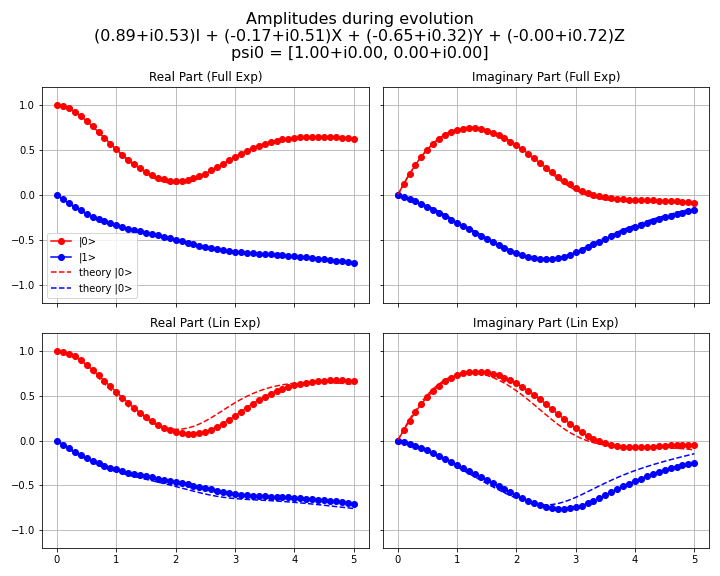 Amplitudes during evolution
(0.89+i0.53)I + (-0.17+i0.51)X + (-0.65+i0.32)Y + (-0.00+i0.72)Z
psi0 = [1.00+i0.00, 0.00+i0.00]
Real Part (Full Exp)
Imaginary Part (Full Exp)
1.0
0.5
0.0
−0.5
−1.0
|0>
|1>
theory |0>
theory |0>
Real Part (Lin Exp)
Imaginary Part (Lin Exp)
1.0
0.5
0.0
−0.5
−1.0
0 1 2 3 4 5
0 1 2 3 4 5